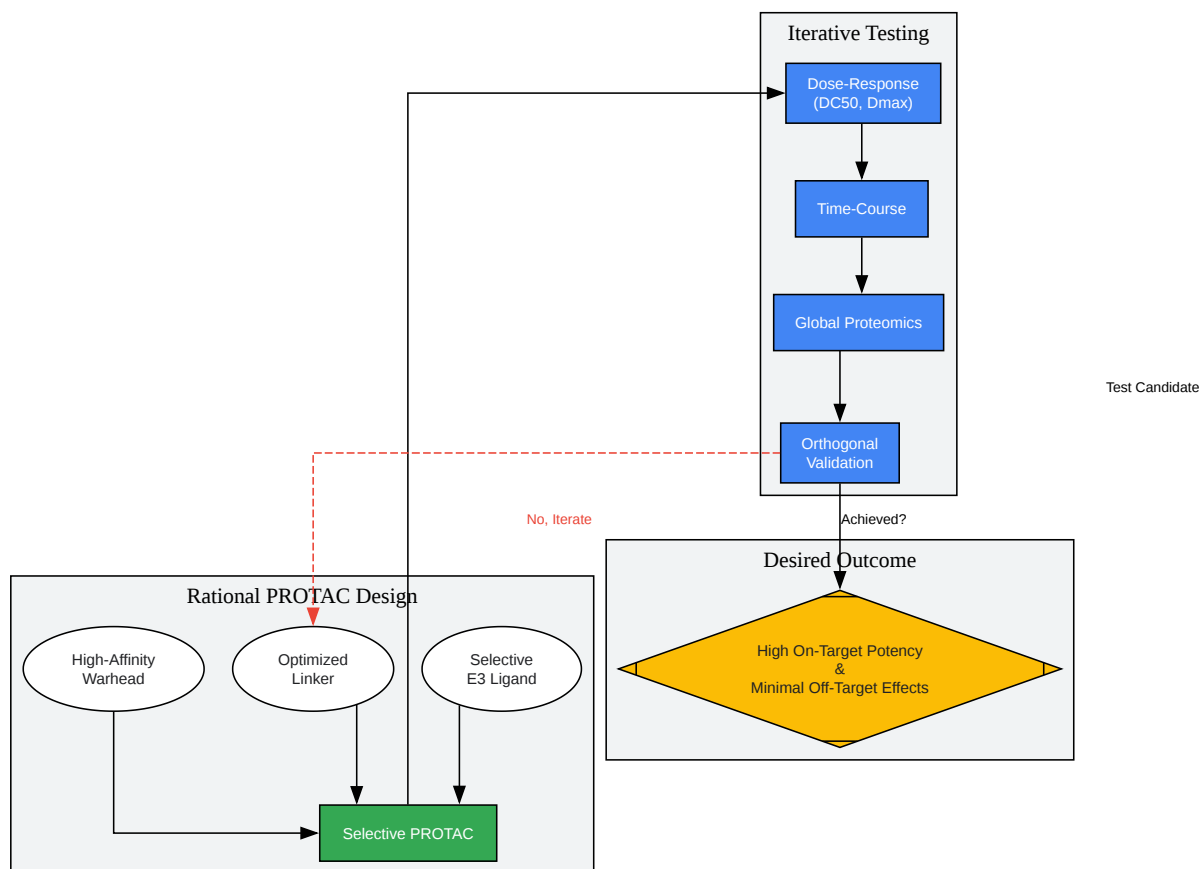 Iterative Testing
Dose-Response
(DC50, Dmax)
Time-Course
Global Proteomics
Test Candidate
Orthogonal
Validation
No, Iterate
Achieved?
Desired Outcome
High On-Target Potency
&
Minimal Off-Target Effects
Rational PROTAC Design
High-Affinity
Warhead
Optimized
Linker
Selective
E3 Ligand
Selective PROTAC